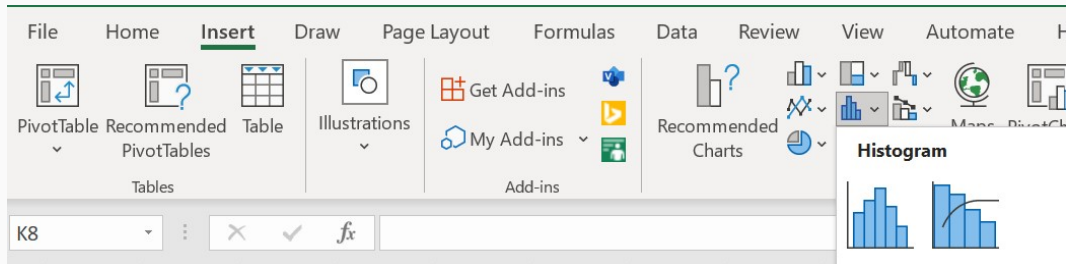 File Home Insert Draw Page Layout Formulas Data Review View Automate
PivotTable
Recommended
PivotTables
Table
Illustrations
Get Add-ins
My Add-ins
Recommended
Charts
Maps
Tables
Add-ins
Histogram
K8
fx